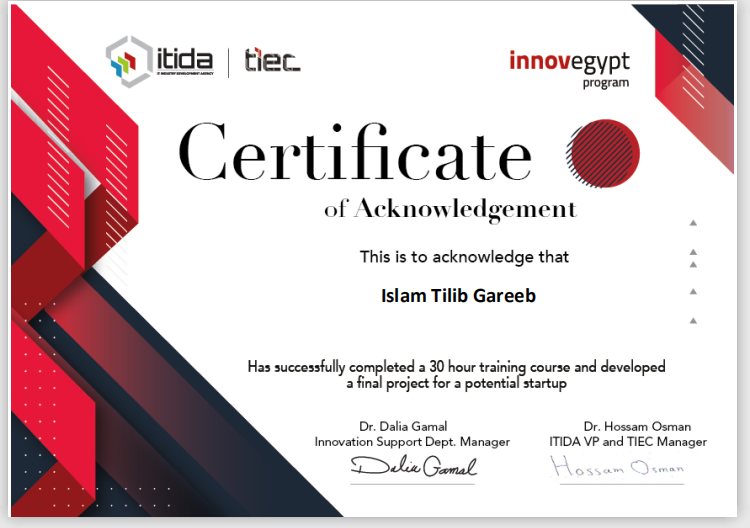 itida
IT INDUSTRY DEVELOPMENT AGENCY
tiec
innovegypt
program
Certificate
of Acknowledgement
This is to acknowledge that
Islam Tilib Gareeb
Has successfully completed a 30 hour training course and developed
a final project for a potential startup
Dr. Dalia Gamal
Innovation Support Dept. Manager
Dalia Gamal
Dr. Hossam Osman
ITIDA VP and TIEC Manager
Hossam Osman